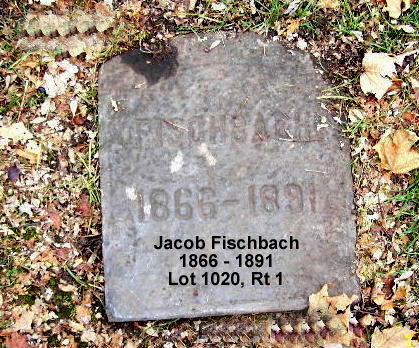 J. FISCHBACH
1866 - 1891
Jacob Fischbach
1866 - 1891
Lot 1020, Rt 1